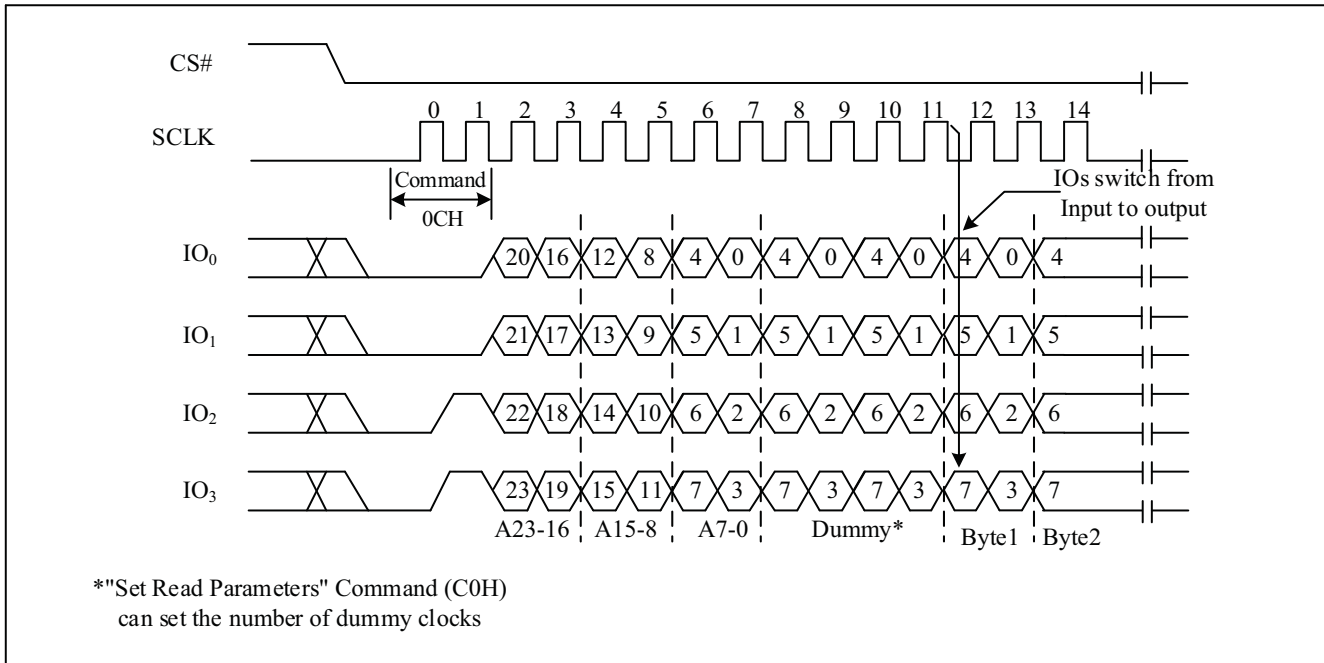 CS#
0 1 2 3 4 5 6 7 8 9 10 11 12 13 14
SCLK
Command
0CH
IOs switch from
Input to output
IO0 20 16 12 8 4 0 4 0 4 0 4 0 4
IO1 21 17 13 9 5 1 5 1 5 1 5 1 5
IO2 22 18 14 10 6 2 6 2 6 2 6 2 6
IO3 23 19 15 11 7 3 7 3 7 3 7 3 7
A23-16 A15-8 A7-0 Dummy* Byte1 Byte2
*"Set Read Parameters" Command (C0H)
can set the number of dummy clocks